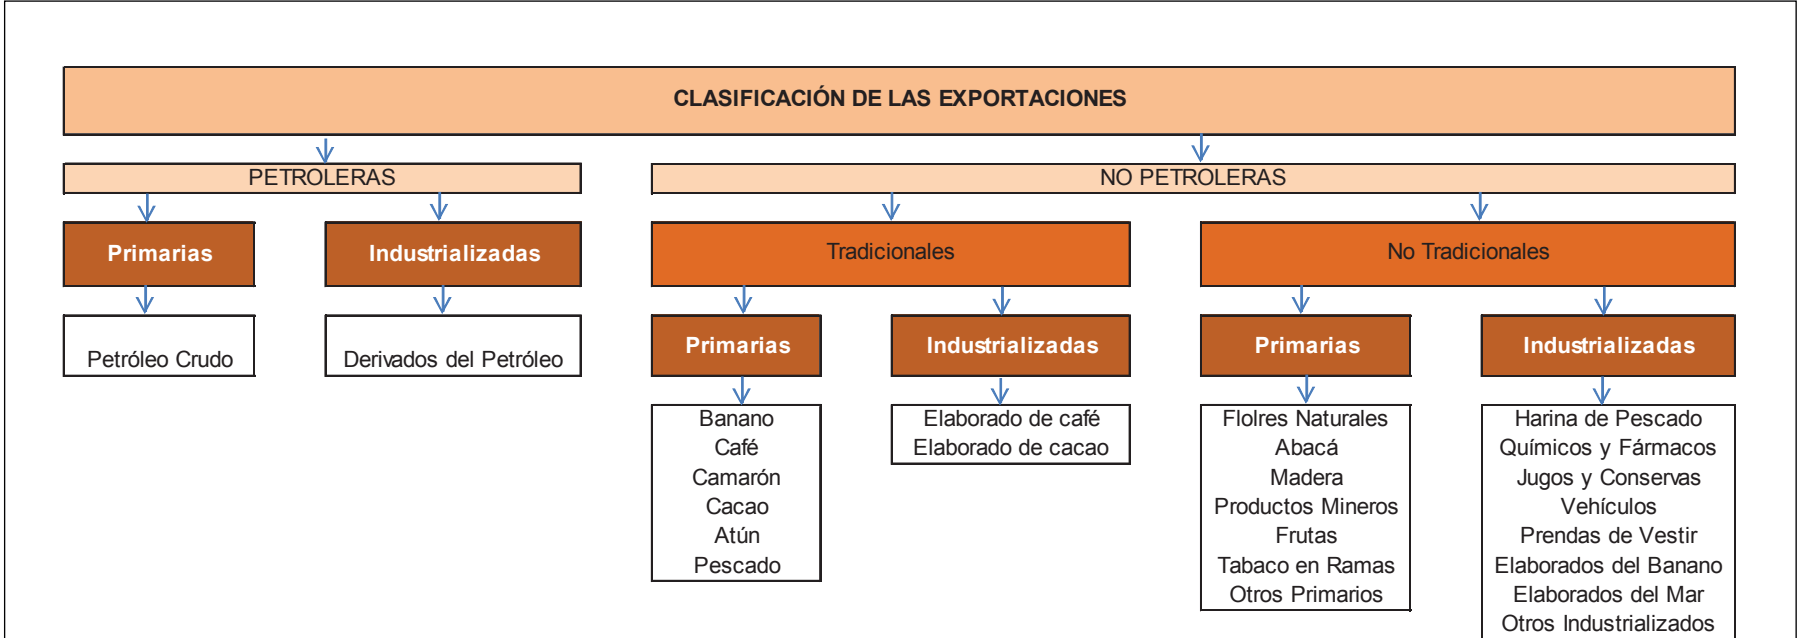 CLASIFICACIÓN DE LAS EXPORTACIONES
PETROLERAS
NO PETROLERAS
Primarias
Industrializadas
Tradicionales
No Tradicionales
Petróleo Crudo
Derivados del Petróleo
Primarias
Industrializadas
Primarias
Industrializadas
Banano
Café
Camarón
Cacao
Atún
Pescado
Elaborado de café
Elaborado de cacao
Flolres Naturales
Abacá
Madera
Productos Mineros
Frutas
Tabaco en Ramas
Otros Primarios
Harina de Pescado
Químicos y Fármacos
Jugos y Conservas
Vehículos
Prendas de Vestir
Elaborados del Banano
Elaborados del Mar
Otros Industrializados